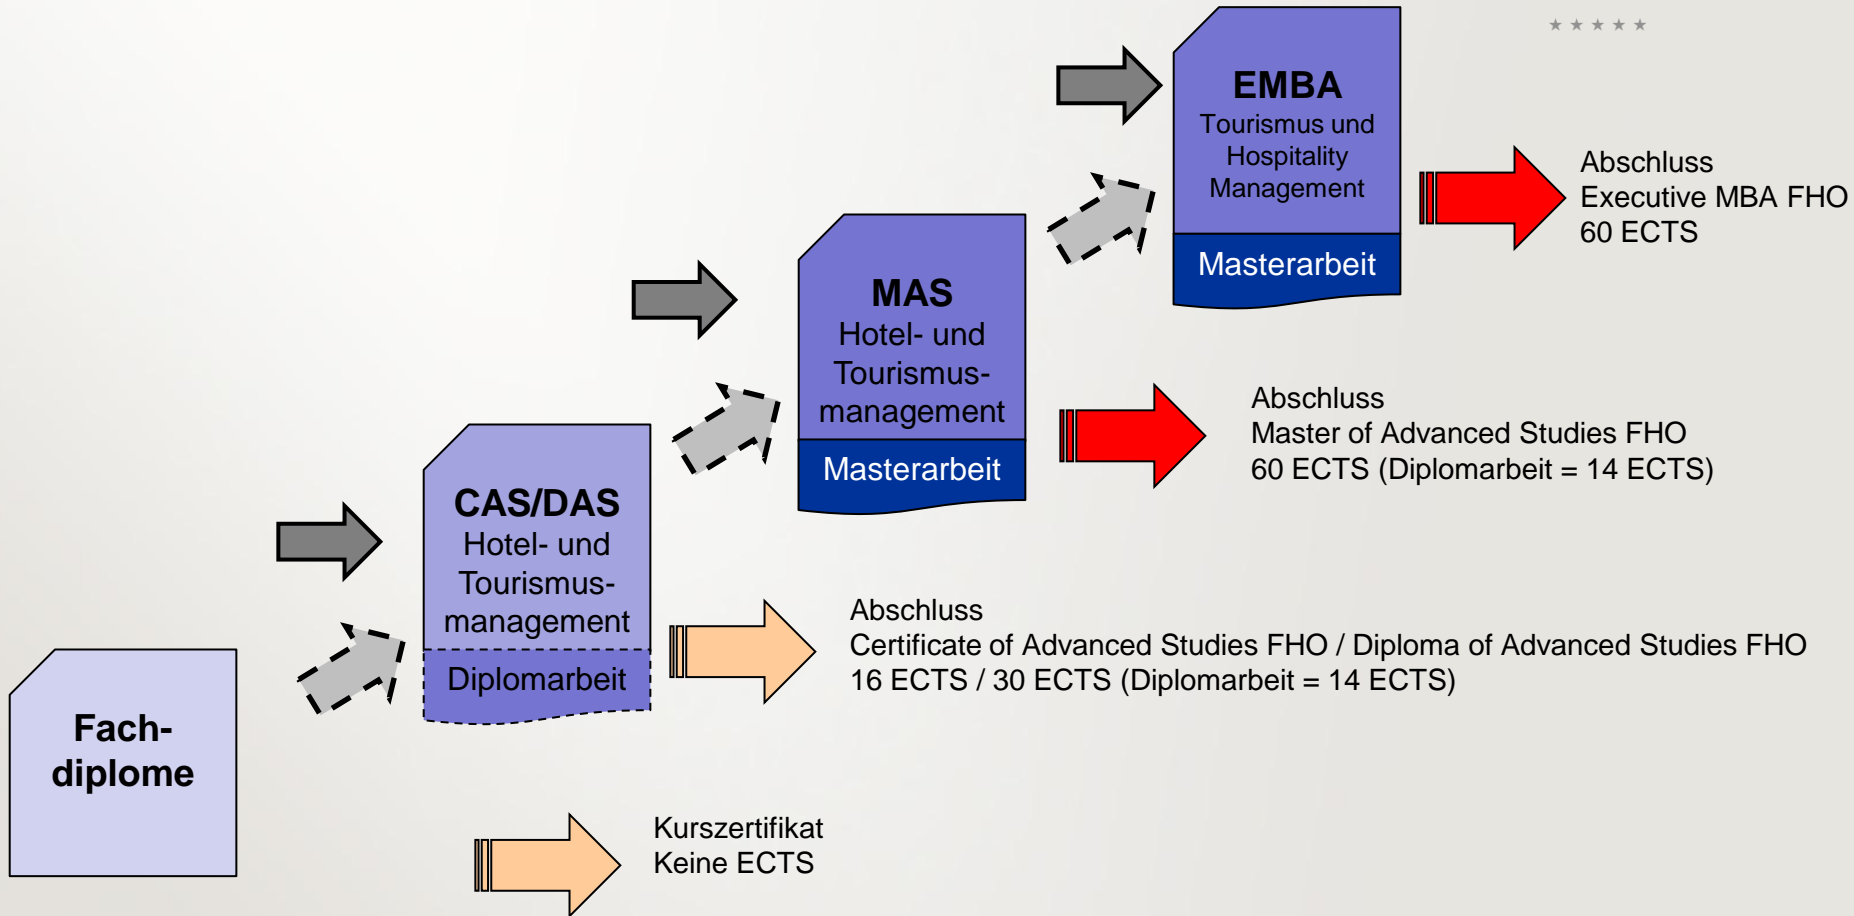 ★ ★ ★ ★ ★
EMBA
Tourismus und
Hospitality
Management
Masterarbeit
Abschluss
Executive MBA FHO
60 ECTS
MAS
Hotel- und
Tourismus-
management
Masterarbeit
Abschluss
Master of Advanced Studies FHO
60 ECTS (Diplomarbeit = 14 ECTS)
CAS/DAS
Hotel- und
Tourismus-
management
Diplomarbeit
Abschluss
Certificate of Advanced Studies FHO / Diploma of Advanced Studies FHO
16 ECTS / 30 ECTS (Diplomarbeit = 14 ECTS)
Fach-
diplome
Kurszertifikat
Keine ECTS